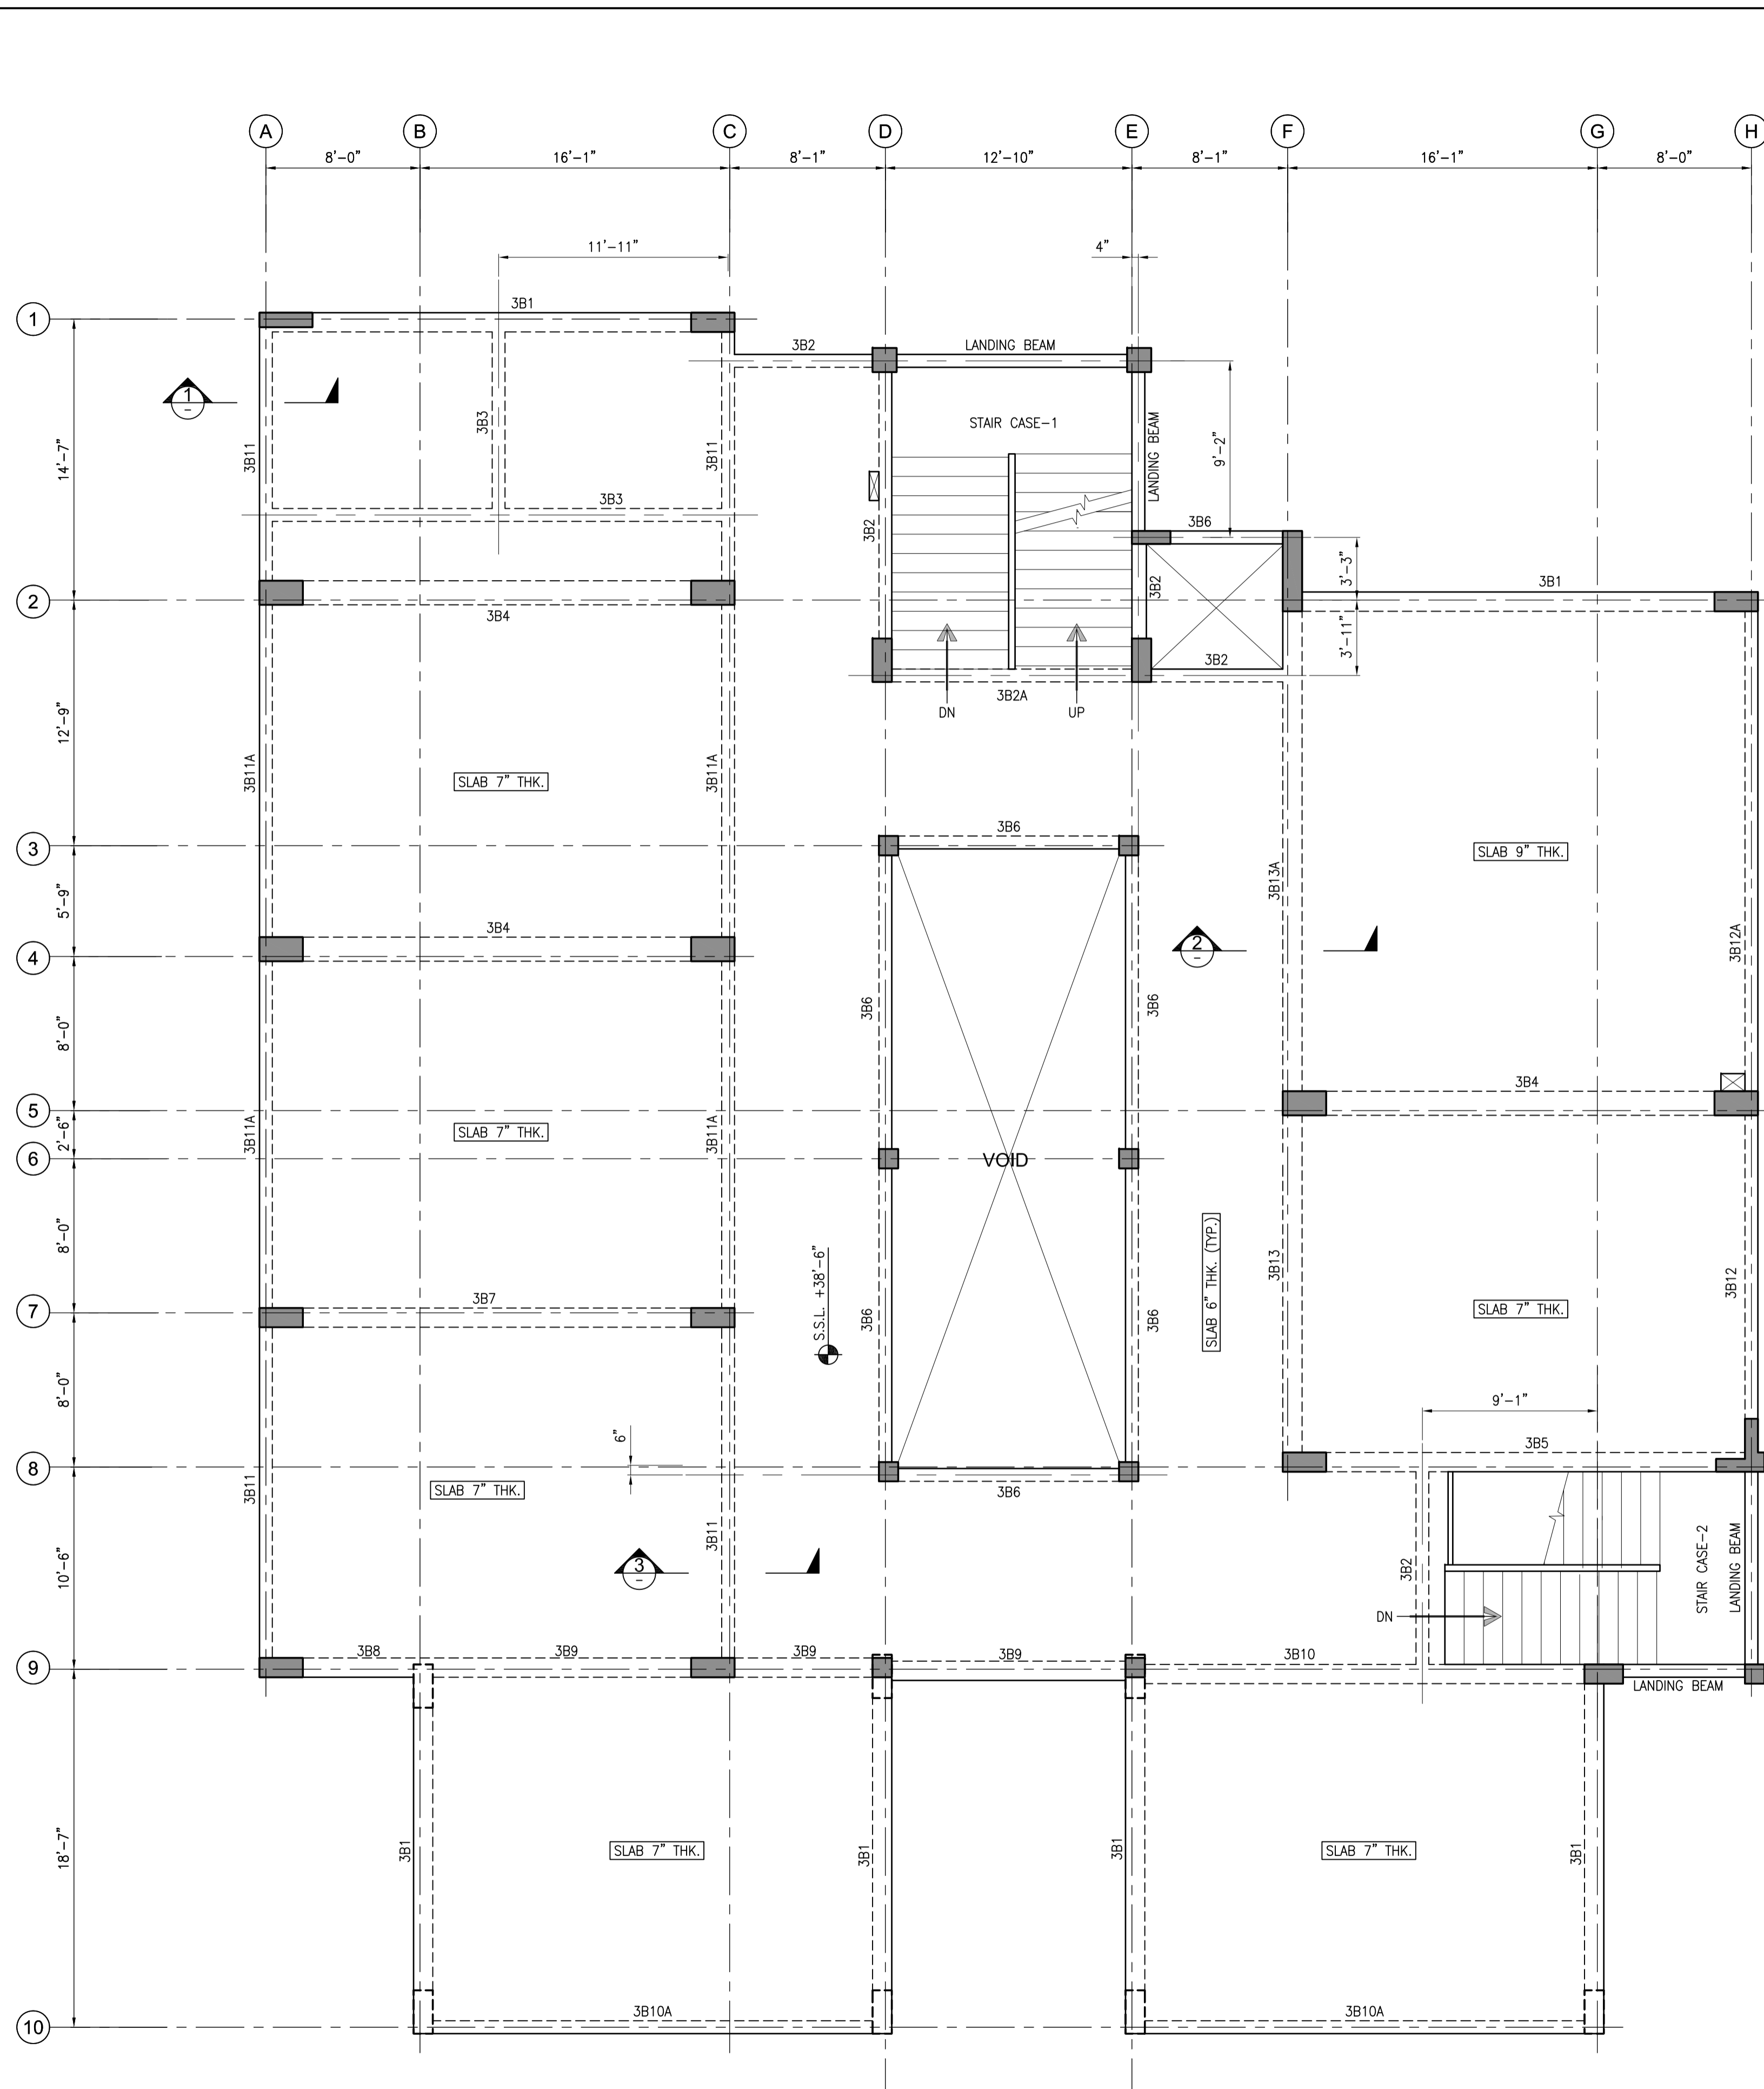 A B C D E F G H
8'-0" 16'-1" 8'-1" 12'-10" 8'-1" 16'-1" 8'-0"
11'-11" 4"
1 3B1
3B2 LANDING BEAM
1
-
STAIR CASE-1
14'-7" 3B11 3B3 3B11 LANDING BEAM 9'-2"
3B3 3B2 3B6
3B2 3'-3" 3B1
2 3B4
3'-11"
3B2
3B2A
DN UP
12'-9"
3B11A SLAB 7" THK. 3B11A
3B6
3 SLAB 9" THK.
5'-9" 3B13A
3B4
2
-
3B12A
4
3B6 3B6
8'-0"
3B4
5
2'-6" 3B11A SLAB 7" THK. 3B11A
6 VOID
8'-0" S.S.L. +38'-6" SLAB 6" THK. (TYP.) 3B13 3B12
3B7 SLAB 7" THK.
7 3B6 3B6
8'-0"
9'-1"
6" 3B5
8
3B11 SLAB 7" THK. 3B6
3B11
10'-6" 3
-
3B2 STAIR CASE-2 LANDING BEAM
DN
3B8 3B9 3B9 3B9 3B10
9
LANDING BEAM
18'-7" 3B1 SLAB 7" THK. 3B1 3B1 SLAB 7" THK. 3B1
3B10A 3B10A
10